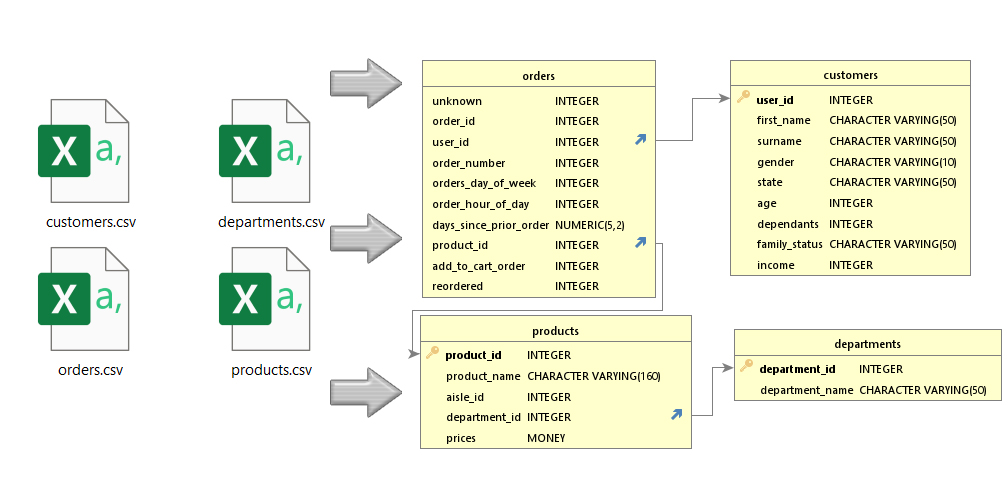 X a,
customers.csv
X a,
departments.csv
X a,
orders.csv
X a,
products.csv
orders
unknown INTEGER
order_id INTEGER
user_id INTEGER
order_number INTEGER
orders_day_of_week INTEGER
order_hour_of_day INTEGER
days_since_prior_order NUMERIC(5,2)
product_id INTEGER
add_to_cart_order INTEGER
reordered INTEGER
customers
user_id INTEGER
first_name CHARACTER VARYING(50)
surname CHARACTER VARYING(50)
gender CHARACTER VARYING(10)
state CHARACTER VARYING(50)
age INTEGER
dependants INTEGER
family_status CHARACTER VARYING(50)
income INTEGER
products
product_id INTEGER
product_name CHARACTER VARYING(160)
aisle_id INTEGER
department_id INTEGER
prices MONEY
departments
department_id INTEGER
department_name CHARACTER VARYING(50)